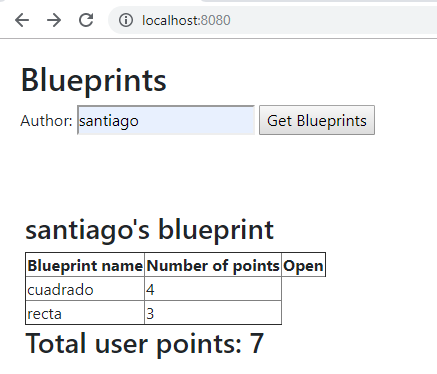 localhost:8080
Blueprints
Author: santiago Get Blueprints
santiago's blueprint
Blueprint name Number of points Open
cuadrado 4
recta 3
Total user points: 7